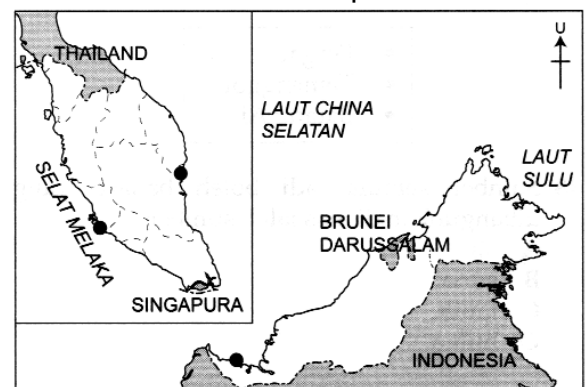 THAILAND
U
LAUT CHINA
SELATAN
SELAT MELAKA
LAUT
SULU
BRUNEI
DARUSSALAM
SINGAPURA
INDONESIA